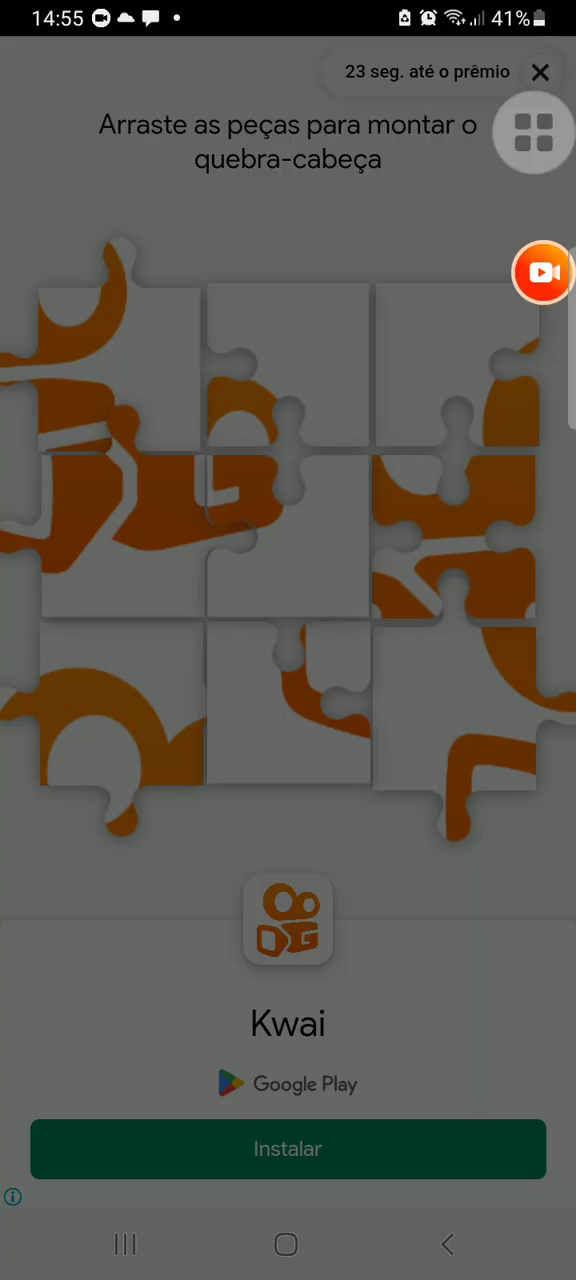 14:55
41%
23 seg. até o prêmio
Arraste as peças para montar o
quebra-cabeça
Kwai
Google Play
Instalar